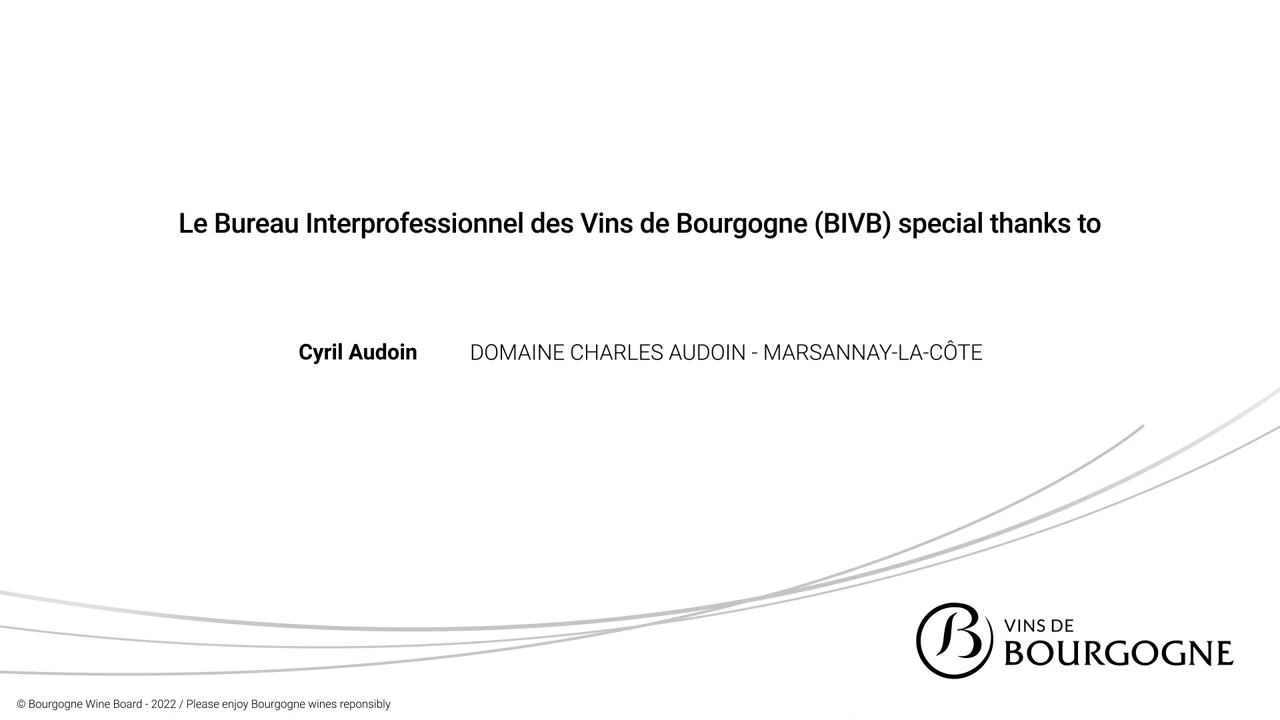 Le Bureau Interprofessionnel des Vins de Bourgogne (BIVB) special thanks to
Cyril Audoin DOMAINE CHARLES AUDOIN - MARSANNAY-LA-CÔTE
B VINS DE
BOURGOGNE
© Bourgogne Wine Board - 2022 / Please enjoy Bourgogne wines reponsibly